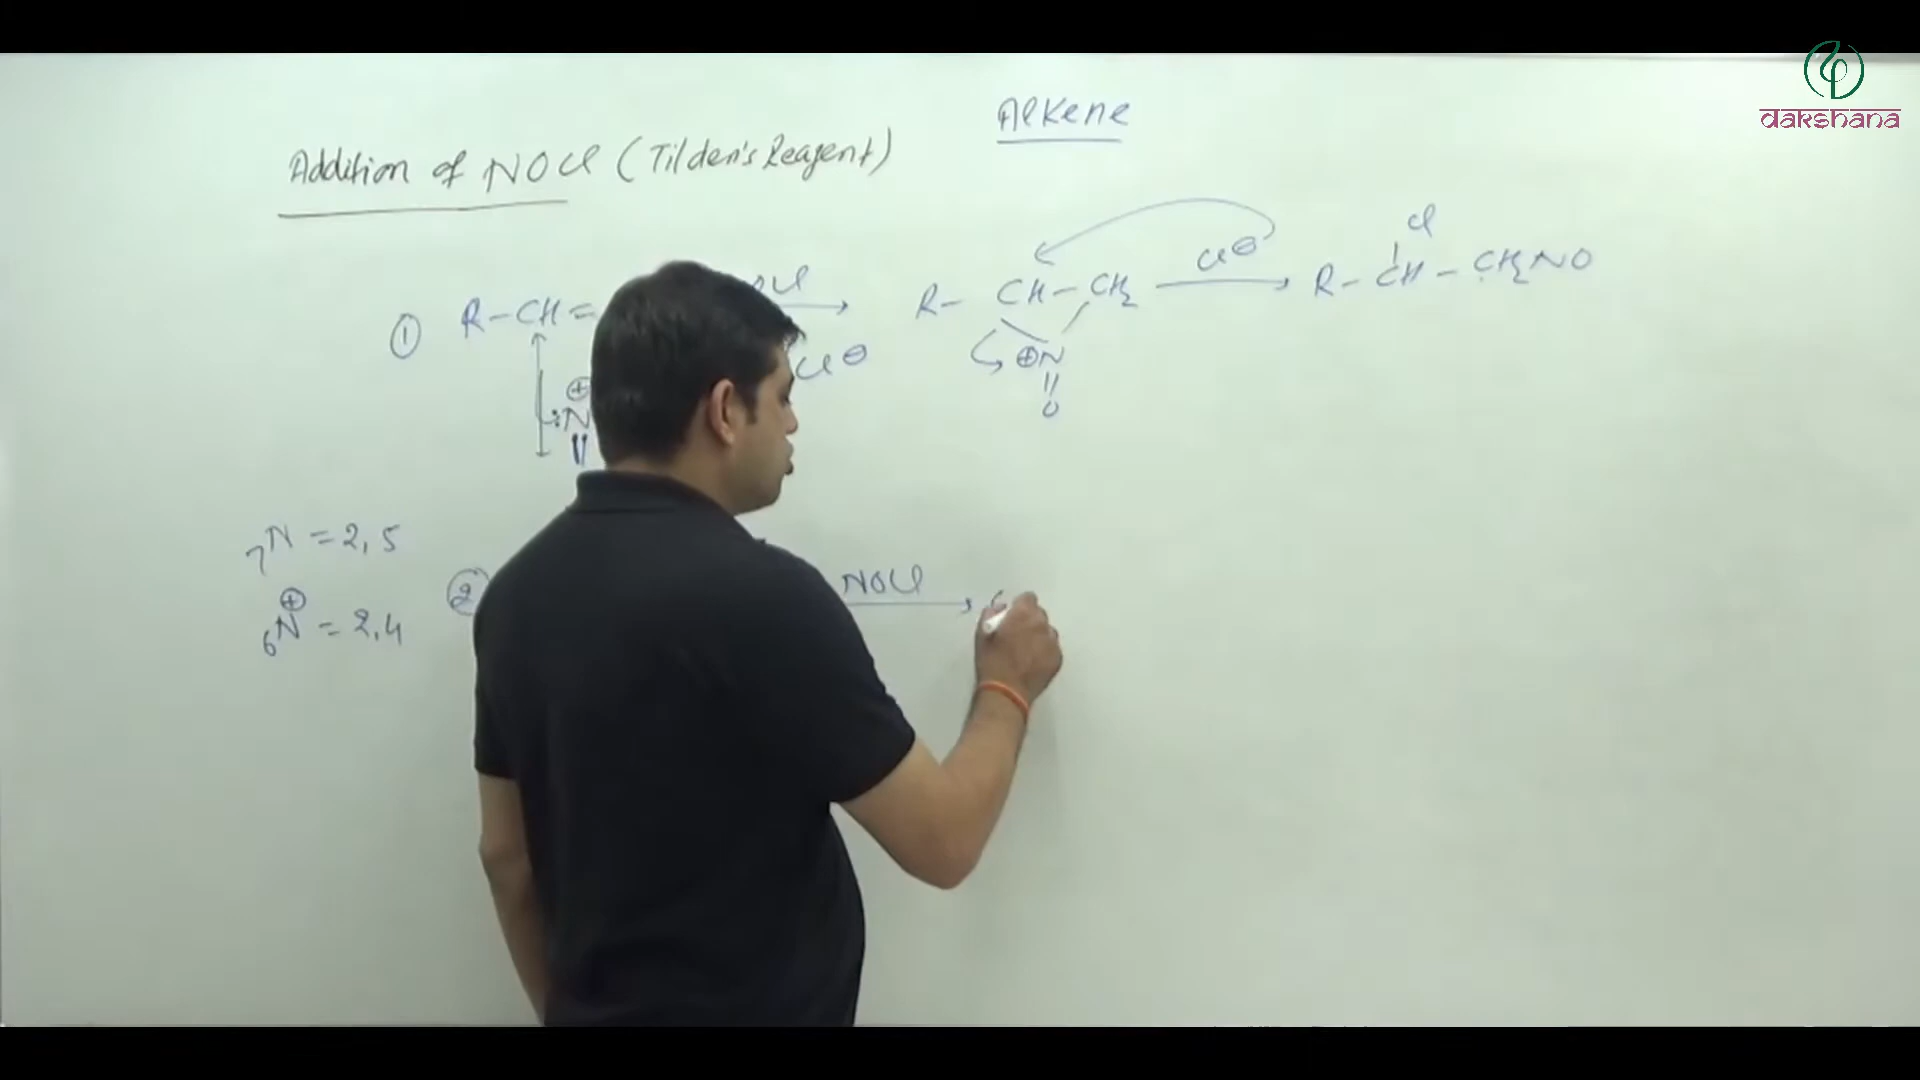 dakshana
Alkene
Addition of NOCl (Tilden's Reagent)
① R-CH= Cl⊖ R-CH-CH2 Cl⊖ R-CH-CH2NO
Cl
⊕ N ⊕N
O
7N = 2, 5
⊕
6N = 2, 4
② NOCl